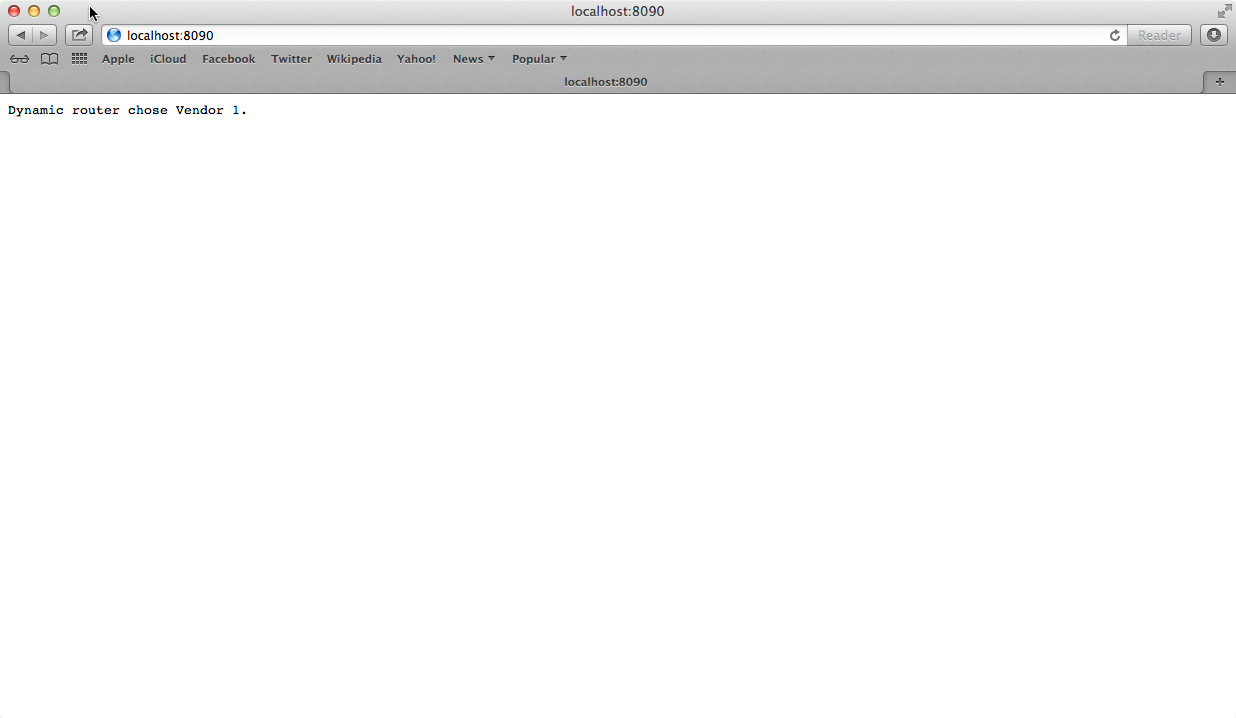 localhost:8090
localhost:8090 Reader
Apple iCloud Facebook Twitter Wikipedia Yahoo! News Popular
localhost:8090
Dynamic router chose Vendor 1.